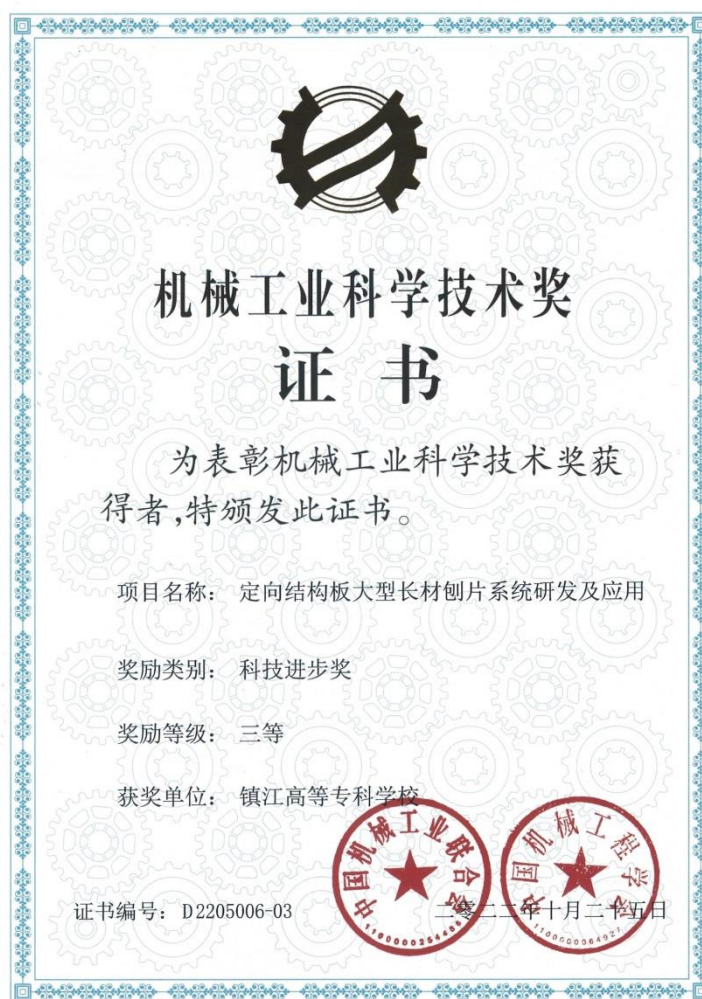 机械工业科学技术奖
证书
为表彰机械工业科学技术奖获
得者,特颁发此证书。
项目名称: 定向结构板大型长材刨片系统研发及应用
奖励类别: 科技进步奖
奖励等级: 三等
获奖单位: 镇江高等专科学校
中国机械工业联合会
中国机械工程学会
证书编号: D2205006-03
二零二二年十月二十五日